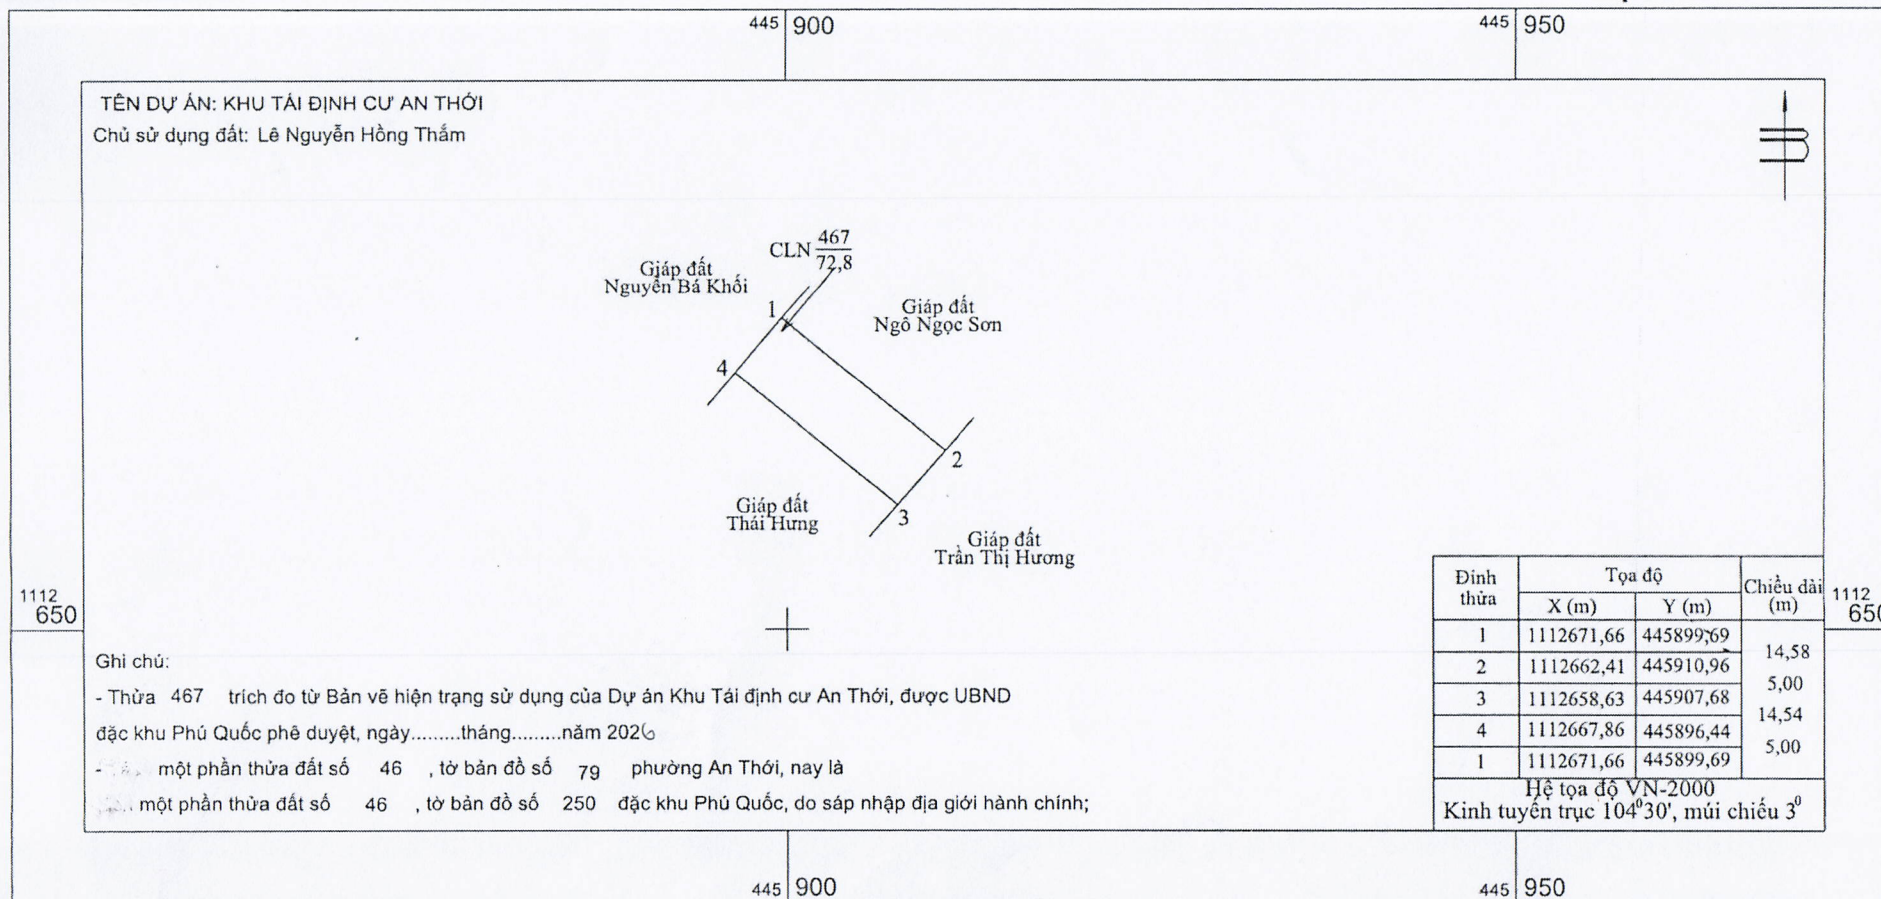 445 900
445 950
TÊN DỰ ÁN: KHU TÁI ĐỊNH CƯ AN THỚI
Chủ sử dụng đất: Lê Nguyễn Hồng Thắm
CLN 467
72,8
Giáp đất
Nguyễn Bá Khối
Giáp đất
Ngô Ngọc Sơn
1
4
2
3
Giáp đất
Thái Hưng
Giáp đất
Trần Thị Hương
1112
650
1112
650
Đỉnh thửa Tọa độ Chiều dài (m)
X (m) Y (m)
1 1112671,66 445899,69
14,58
2 1112662,41 445910,96
5,00
3 1112658,63 445907,68
14,54
4 1112667,86 445896,44
5,00
1 1112671,66 445899,69
Hệ tọa độ VN-2000
Kinh tuyến trục 104⁰30', múi chiếu 3⁰
Ghi chú:
- Thửa 467 trích đo từ Bản vẽ hiện trạng sử dụng của Dự án Khu Tái định cư An Thới, được UBND
đặc khu Phú Quốc phê duyệt, ngày.........tháng.........năm 2026
- một phần thửa đất số 46 , tờ bản đồ số 79 phường An Thới, nay là
một phần thửa đất số 46 , tờ bản đồ số 250 đặc khu Phú Quốc, do sáp nhập địa giới hành chính;
445 900
445 950